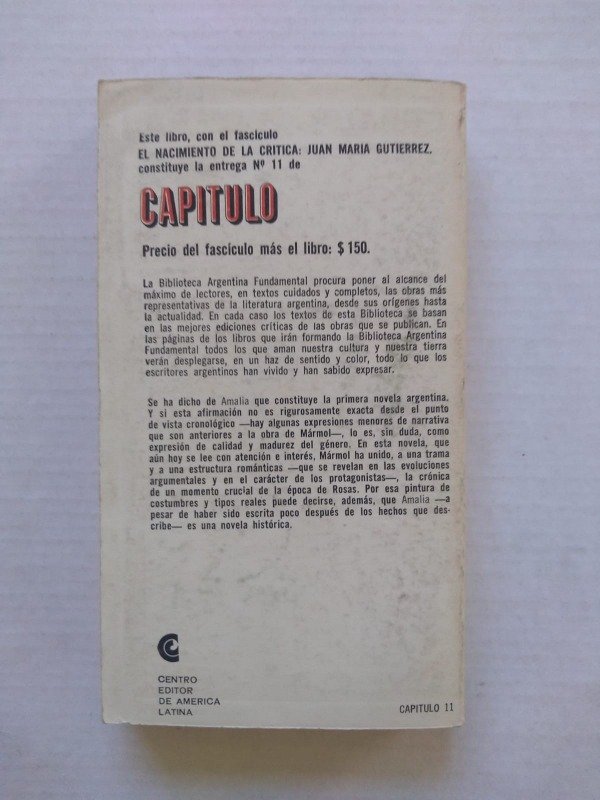 Este libro, con el fascículo
EL NACIMIENTO DE LA CRITICA: JUAN MARIA GUTIERREZ,
constituye la entrega Nº 11 de
CAPITULO
Precio del fascículo más el libro: $ 150.
La Biblioteca Argentina Fundamental procura poner al alcance del
máximo de lectores, en textos cuidados y completos, las obras más
representativas de la literatura argentina, desde sus orígenes hasta
la actualidad. En cada caso los textos de esta Biblioteca se basan
en las mejores ediciones críticas de las obras que se publican. En
las páginas de los libros que irán formando la Biblioteca Argentina
Fundamental todos los que aman nuestra cultura y nuestra tierra
verán desplegarse, en un haz de sentido y color, todo lo que los
escritores argentinos han vivido y han sabido expresar.
Se ha dicho de Amalia que constituye la primera novela argentina.
Y si esta afirmación no es rigurosamente exacta desde el punto
de vista cronológico —hay algunas expresiones menores de narrativa
que son anteriores a la obra de Mármol—, lo es, sin duda, como
expresión de calidad y madurez del género. En esta novela, que
aún hoy se lee con atención e interés, Mármol ha unido, a una trama
y a una estructura románticas —que se revelan en las evoluciones
argumentales y en el carácter de los protagonistas—, la crónica
de un momento crucial de la época de Rosas. Por esa pintura de
costumbres y tipos reales puede decirse, además, que Amalia —a
pesar de haber sido escrita poco después de los hechos que des-
cribe— es una novela histórica.
CENTRO
EDITOR
DE AMERICA
LATINA
CAPITULO 11